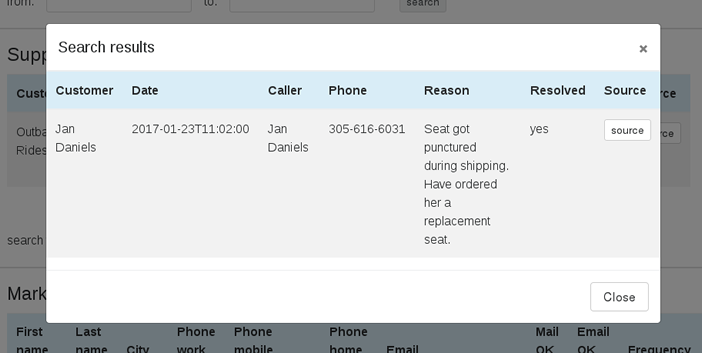 from: to: search
Search results ×
Supp
Customer Date Caller Phone Reason Resolved Source
Jan 2017-01-23T11:02:00 Jan 305-616-6031 Seat got yes source
Daniels Daniels punctured
during shipping.
Have ordered
her a
replacement
seat.
Outba
Rides
search
Close
Mark
First Last Phone Phone Phone Mail Email
name name City work mobile home Email OK OK Frequency